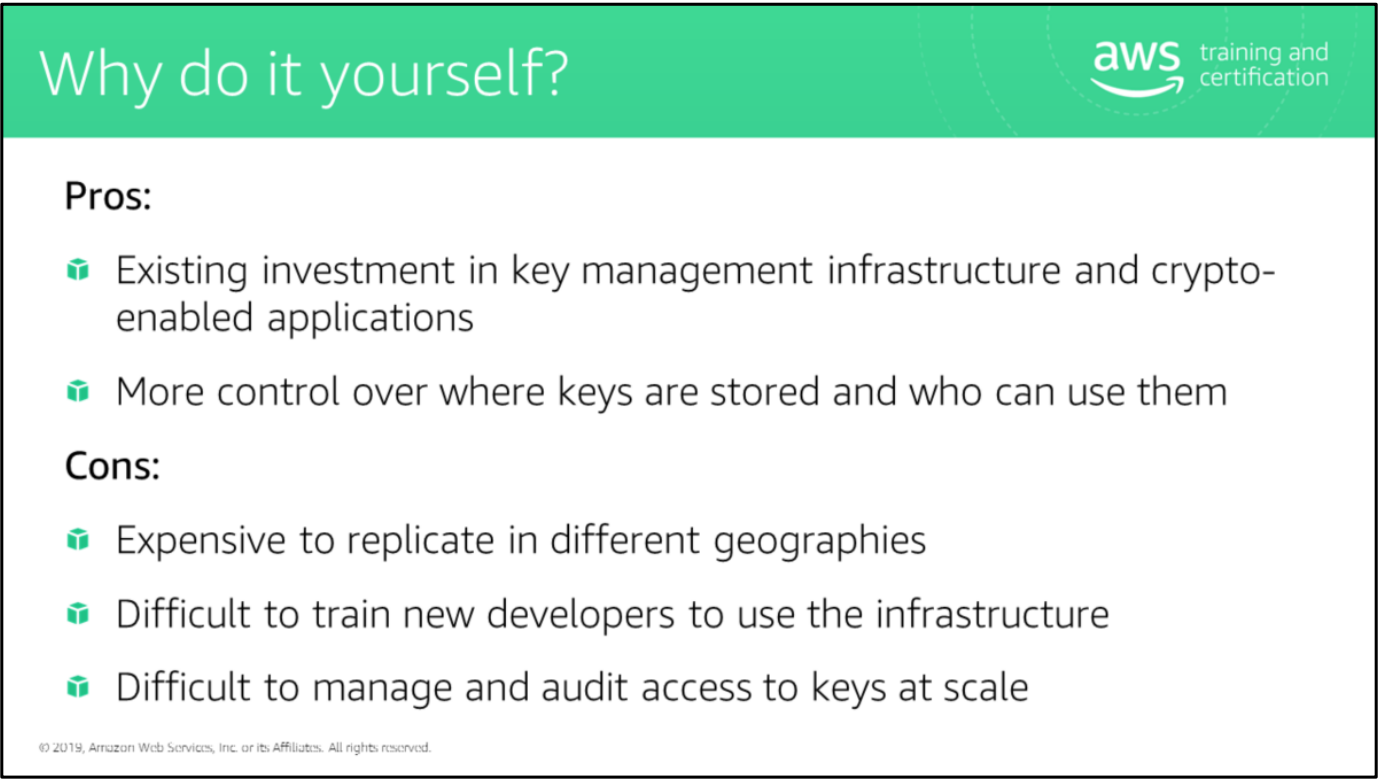 Why do it yourself?
aws training and
certification
Pros:
Existing investment in key management infrastructure and crypto-
enabled applications
More control over where keys are stored and who can use them
Cons:
Expensive to replicate in different geographies
Difficult to train new developers to use the infrastructure
Difficult to manage and audit access to keys at scale
© 2019, Amazon Web Services, Inc. or its Affiliates. All rights reserved.